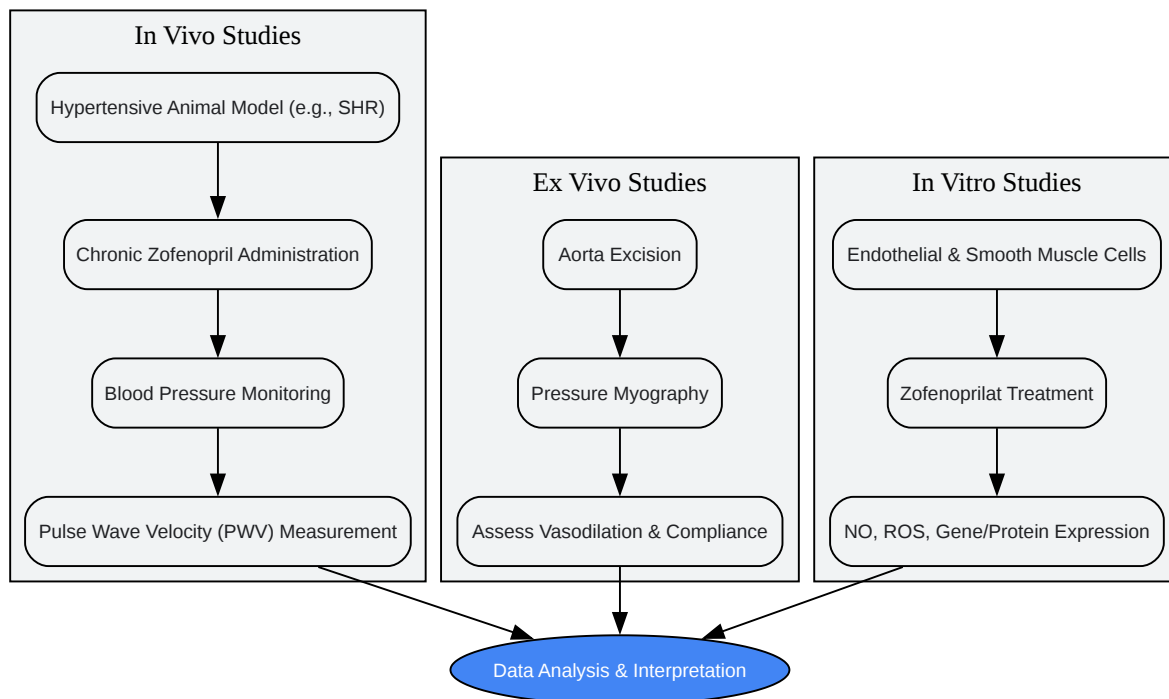 In Vivo Studies
Hypertensive Animal Model (e.g., SHR)
Chronic Zofenopril Administration
Blood Pressure Monitoring
Pulse Wave Velocity (PWV) Measurement
Ex Vivo Studies
Aorta Excision
Pressure Myography
Assess Vasodilation & Compliance
In Vitro Studies
Endothelial & Smooth Muscle Cells
Zofenoprilat Treatment
NO, ROS, Gene/Protein Expression
Data Analysis & Interpretation